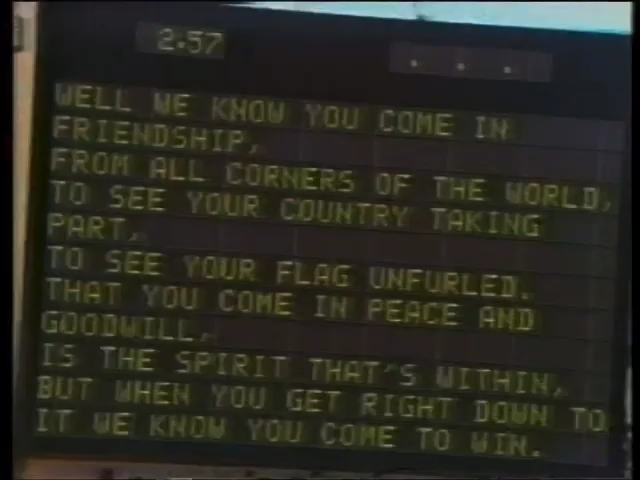 2:57
. . .
WELL WE KNOW YOU COME IN
FRIENDSHIP,
FROM ALL CORNERS OF THE WORLD,
TO SEE YOUR COUNTRY TAKING
PART,
TO SEE YOUR FLAG UNFURLED.
THAT YOU COME IN PEACE AND
GOODWILL,
IS THE SPIRIT THAT'S WITHIN,
BUT WHEN YOU GET RIGHT DOWN TO
IT WE KNOW YOU COME TO WIN.